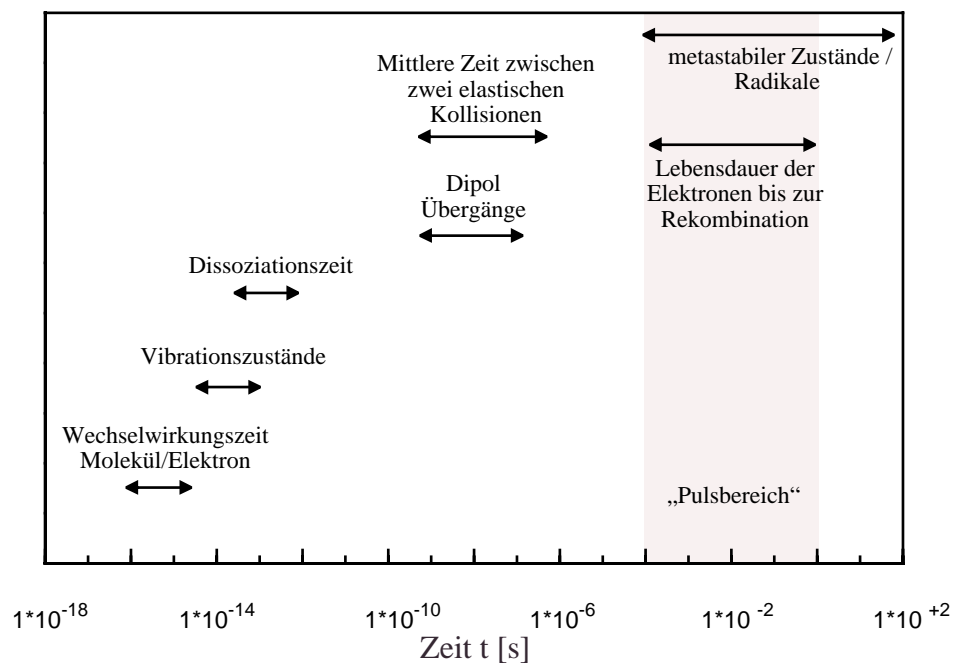 metastabiler Zustände /
Radikale
Mittlere Zeit zwischen
zwei elastischen
Kollisionen
Lebensdauer der
Elektronen bis zur
Rekombination
Dipol
Übergänge
Dissoziationszeit
Vibrationszustände
Wechselwirkungszeit
Molekül/Elektron
„Pulsbereich“
1*10^-18 1*10^-14 1*10^-10 1*10^-6 1*10^-2 1*10^+2
Zeit t [s]